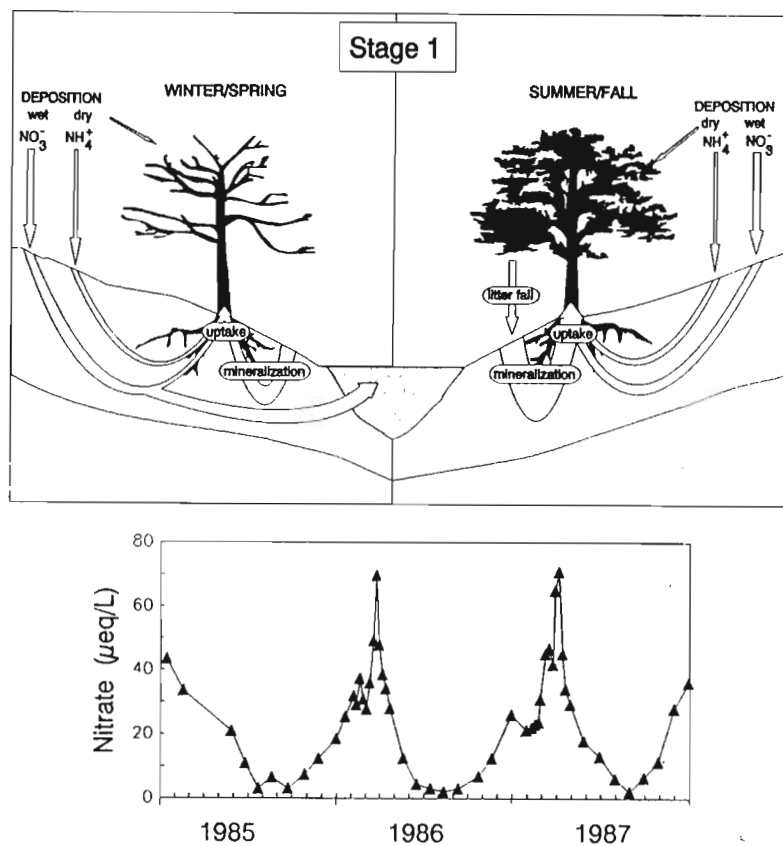 Stage 1
WINTER/SPRING
SUMMER/FALL
DEPOSITION
wet dry
NO3- NH4+
DEPOSITION
dry wet
NH4+ NO3-
litter fall
uptake
mineralization
uptake
mineralization
80
60
40
20
0
Nitrate (μeq/L)
1985 1986 1987